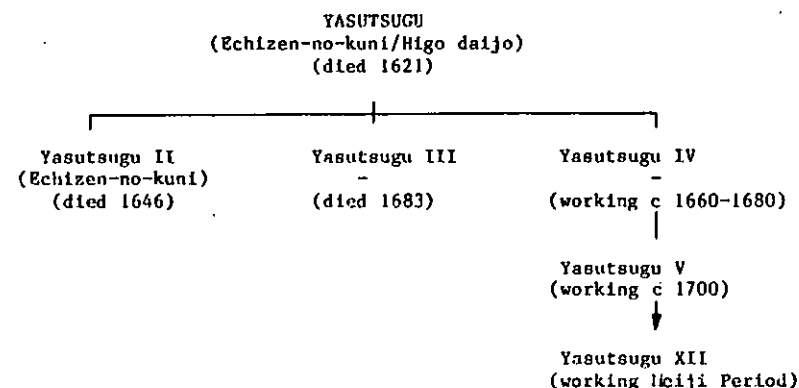 YASUTSUGU
(Echizen-no-kuni/Higo daijo)
(died 1621)
Yasutsugu II Yasutsugu III Yasutsugu IV
(Echizen-no-kuni) - -
(died 1646) (died 1683) (working c 1660-1680)
Yasutsugu V
(working c 1700)
Yasutsugu XII
(working Meiji Period)